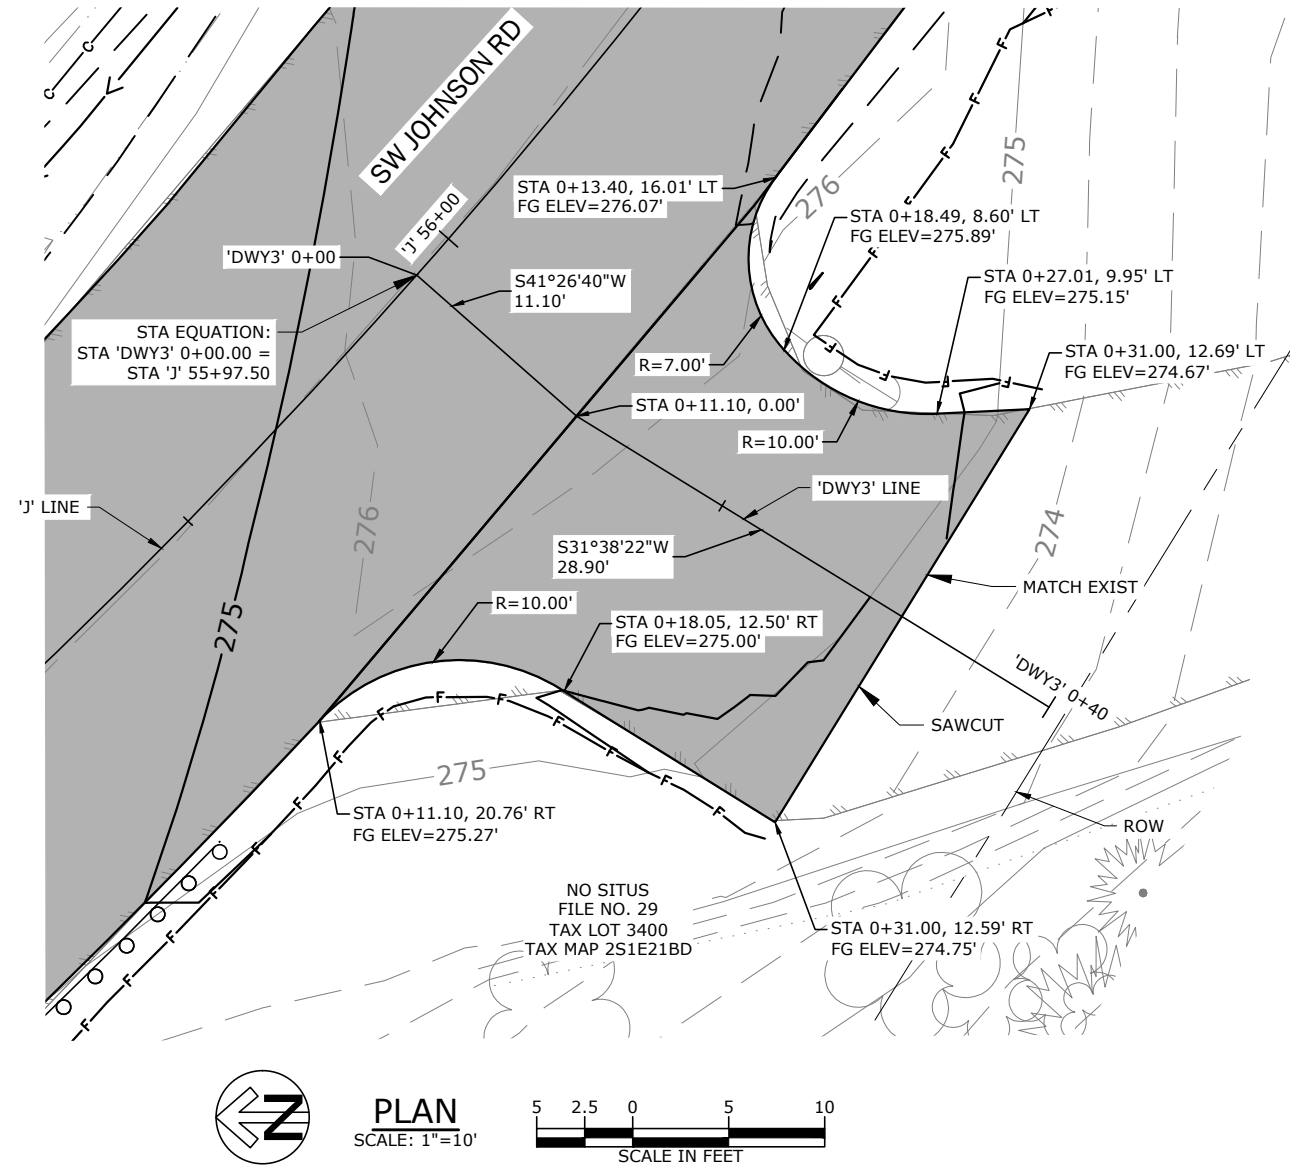 C
C
V
SW JOHNSON RD
'J' 56+00
STA 0+13.40, 16.01' LT
FG ELEV=276.07'
276
275
F
F
F
F
F
F
STA 0+18.49, 8.60' LT
FG ELEV=275.89'
'DWY3' 0+00
S41°26'40"W
11.10'
STA 0+27.01, 9.95' LT
FG ELEV=275.15'
STA EQUATION:
STA 'DWY3' 0+00.00 =
STA 'J' 55+97.50
R=7.00'
STA 0+31.00, 12.69' LT
FG ELEV=274.67'
F
F
F
F
STA 0+11.10, 0.00'
R=10.00'
'J' LINE
276
'DWY3' LINE
274
S31°38'22"W
28.90'
MATCH EXIST
R=10.00'
275
STA 0+18.05, 12.50' RT
FG ELEV=275.00'
'DWY3' 0+40
SAWCUT
F
F
F
F
F
F
F
F
F
F
F
F
F
F
275
STA 0+11.10, 20.76' RT
FG ELEV=275.27'
ROW
NO SITUS
FILE NO. 29
TAX LOT 3400
TAX MAP 2S1E21BD
STA 0+31.00, 12.59' RT
FG ELEV=274.75'
N
PLAN
SCALE: 1"=10'
5 2.5 0 5 10
SCALE IN FEET